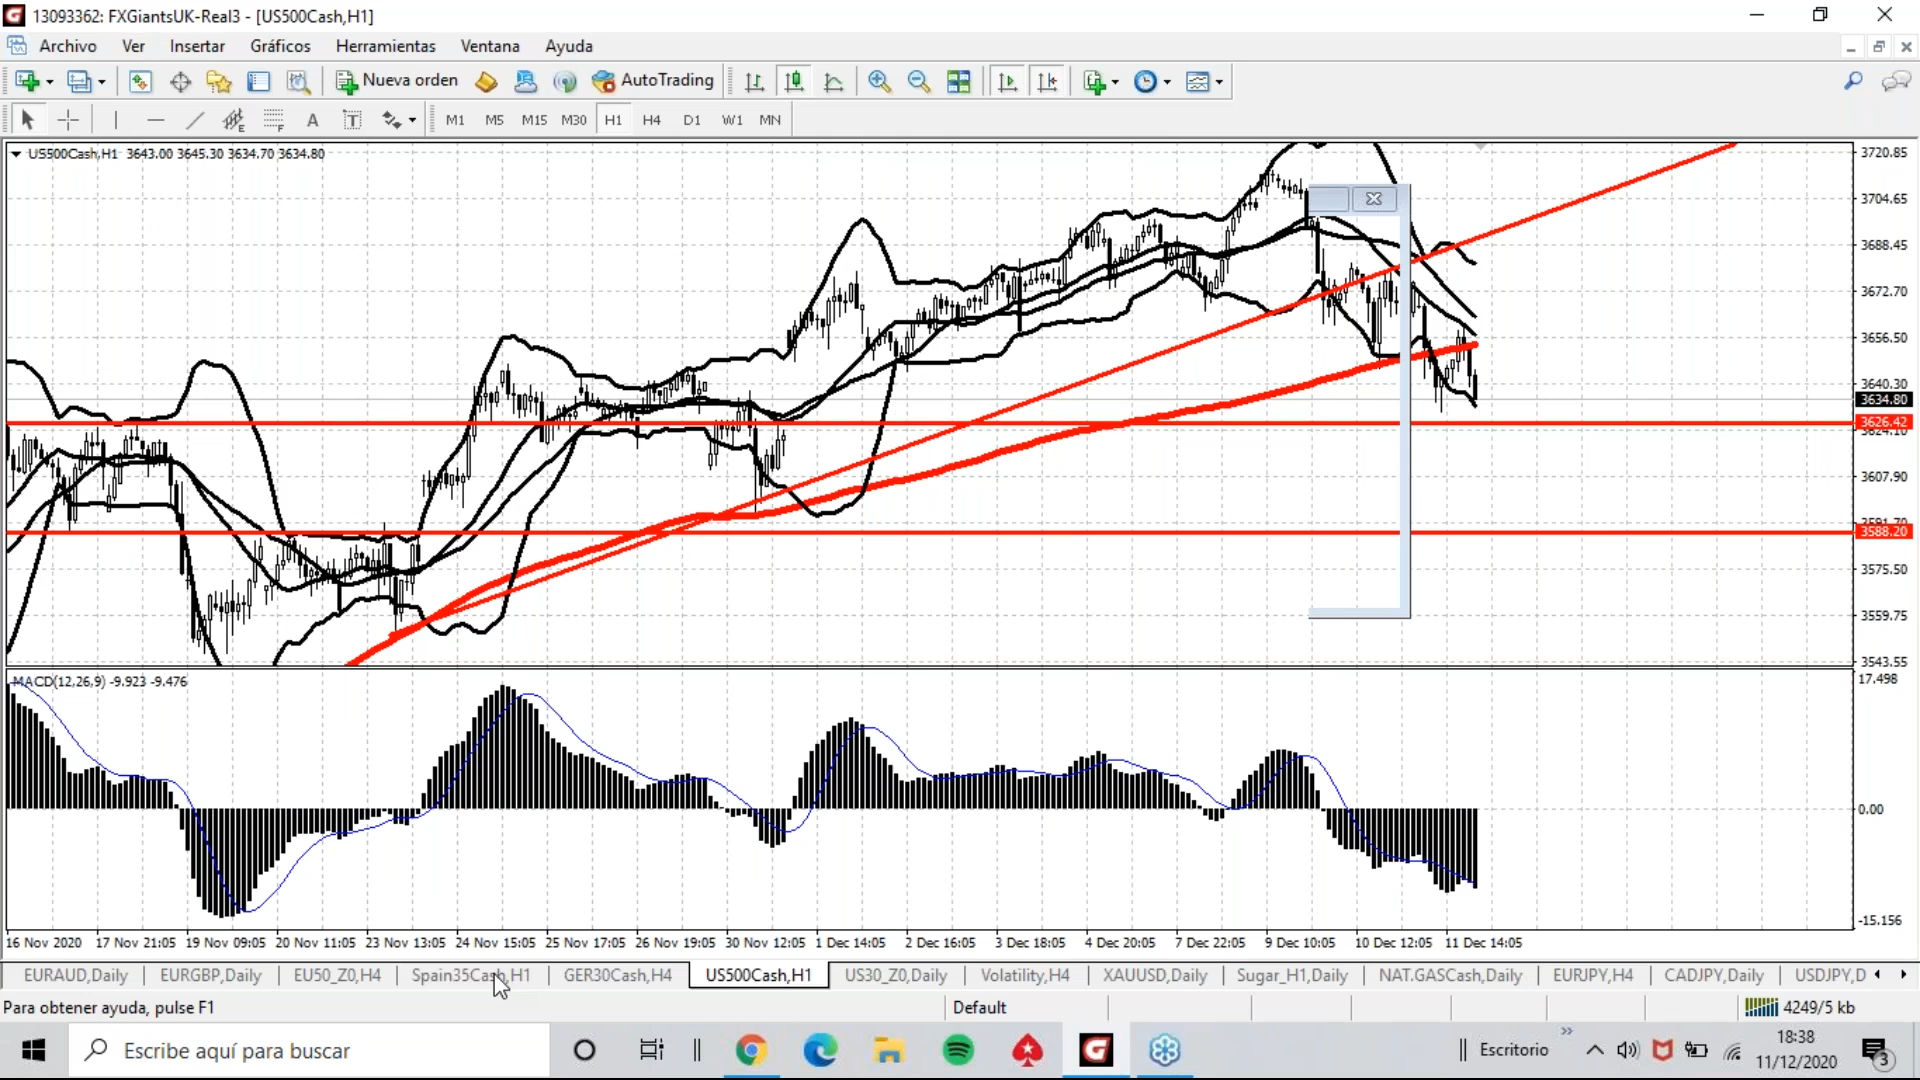 13093362: FXGiantsUK-Real3 - [US500Cash,H1]
Archivo Ver Insertar Gráficos Herramientas Ventana Ayuda
Nueva orden AutoTrading
A T M1 M5 M15 M30 H1 H4 D1 W1 MN
US500Cash,H1 3643.00 3645.30 3634.70 3634.80
3720.85
3704.65
3688.45
3672.70
3656.50
3640.30
3634.80
3626.42
3624.10
3607.90
3591.70
3588.20
3575.50
3559.75
3543.55
MACD(12,26,9) -9.923 -9.476
17.498
0.00
-15.156
16 Nov 2020 17 Nov 21:05 19 Nov 09:05 20 Nov 11:05 23 Nov 13:05 24 Nov 15:05 25 Nov 17:05 26 Nov 19:05 30 Nov 12:05 1 Dec 14:05 2 Dec 16:05 3 Dec 18:05 4 Dec 20:05 7 Dec 22:05 9 Dec 10:05 10 Dec 12:05 11 Dec 14:05
EURAUD,Daily EURGBP,Daily EU50_Z0,H4 Spain35Cash,H1 GER30Cash,H4 US500Cash,H1 US30_Z0,Daily Volatility,H4 XAUUSD,Daily Sugar_H1,Daily NAT.GASCash,Daily EURJPY,H4 CADJPY,Daily USDJPY,D
Para obtener ayuda, pulse F1 Default 4249/5 kb
Escribe aquí para buscar Escritorio 18:38
11/12/2020 3